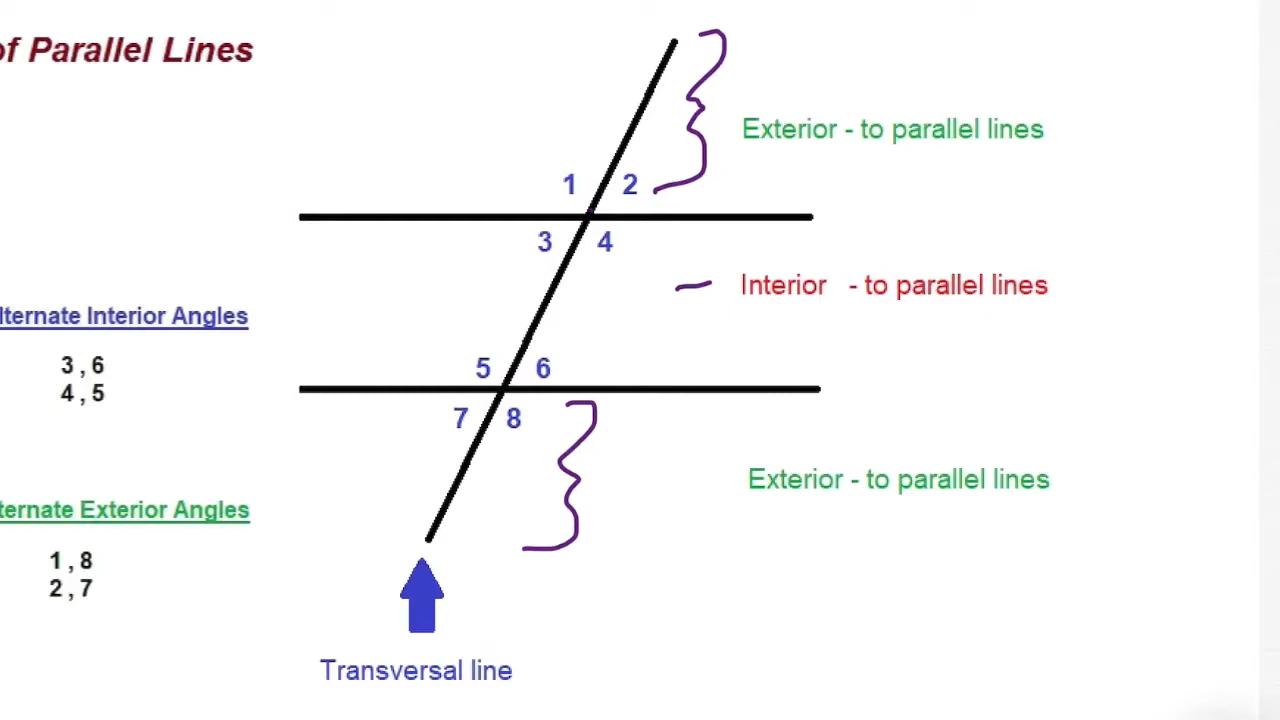 of Parallel Lines
Exterior - to parallel lines
1 2
3 4
Interior - to parallel lines
lternate Interior Angles
3 , 6
4 , 5
5 6
7 8
Exterior - to parallel lines
ternate Exterior Angles
1 , 8
2 , 7
Transversal line